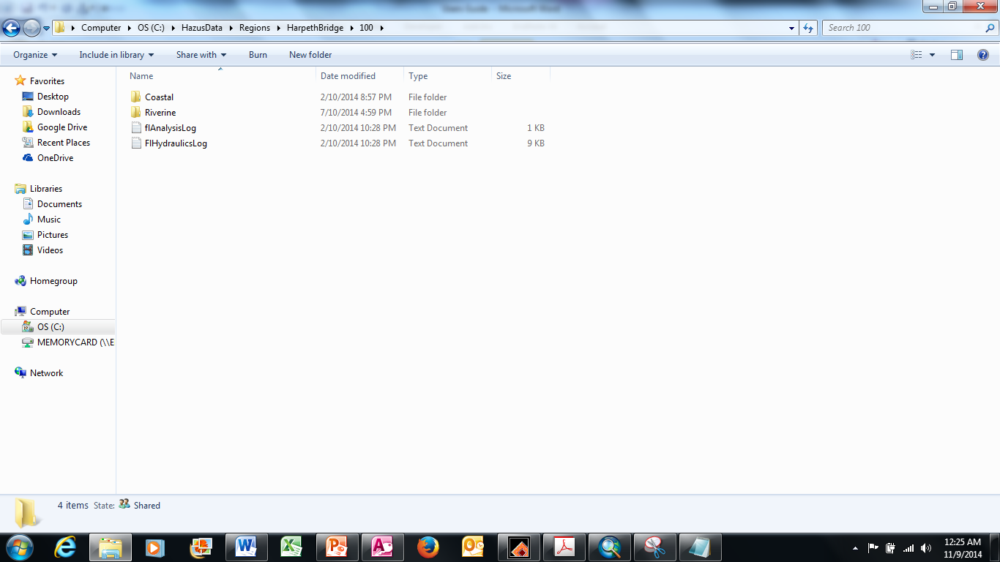 Computer OS (C:) HazusData Regions HarpethBridge 100
Search 100
Organize Include in library Share with Burn New folder
Name Date modified Type Size
Favorites
Desktop
Downloads
Google Drive
Recent Places
OneDrive
Libraries
Documents
Music
Pictures
Videos
Homegroup
Computer
OS (C:)
MEMORYCARD (\\E
Network
Coastal 2/10/2014 8:57 PM File folder
Riverine 7/10/2014 4:59 PM File folder
flAnalysisLog 2/10/2014 10:28 PM Text Document 1 KB
FlHydraulicsLog 2/10/2014 10:28 PM Text Document 9 KB
4 items State: Shared
12:25 AM
11/9/2014